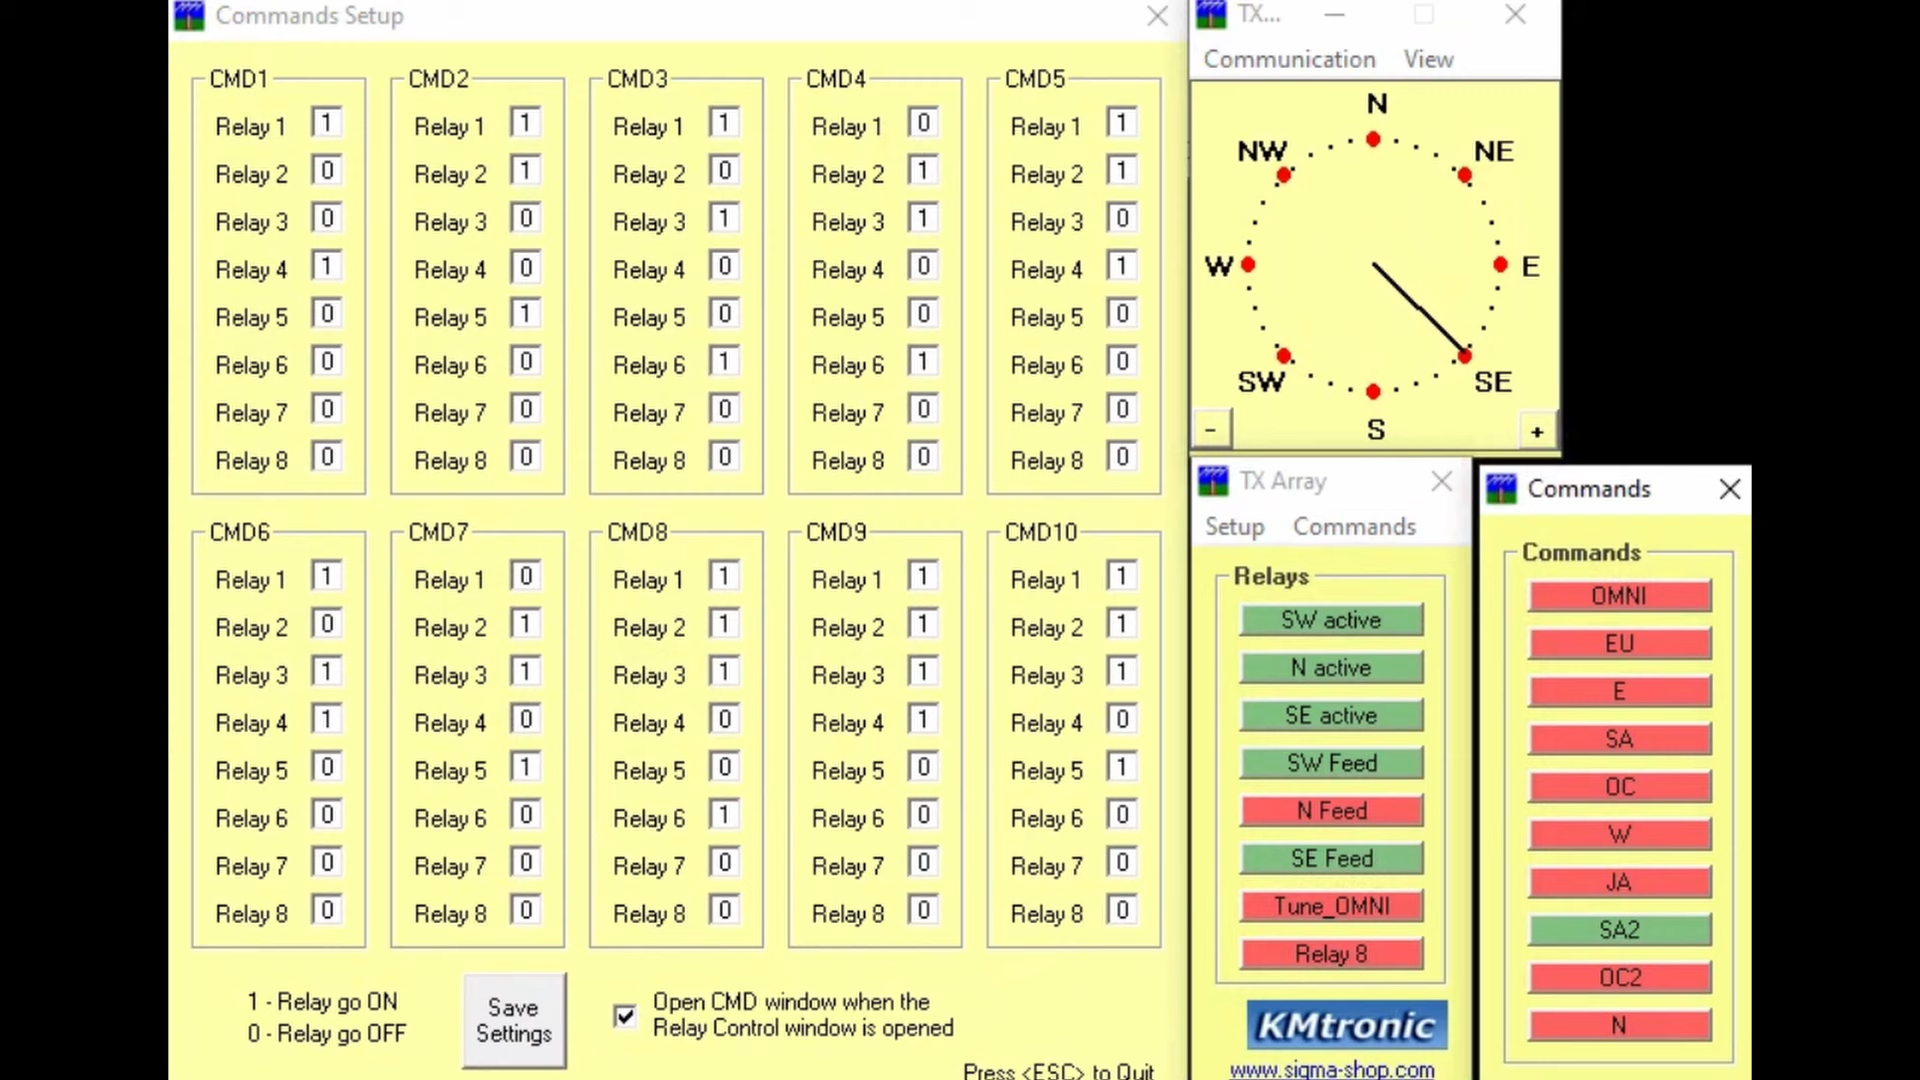 Commands Setup
CMD1 CMD2 CMD3 CMD4 CMD5
Relay 1 1 Relay 1 1 Relay 1 1 Relay 1 0 Relay 1 1
Relay 2 0 Relay 2 1 Relay 2 0 Relay 2 1 Relay 2 1
Relay 3 0 Relay 3 0 Relay 3 1 Relay 3 1 Relay 3 0
Relay 4 1 Relay 4 0 Relay 4 0 Relay 4 0 Relay 4 1
Relay 5 0 Relay 5 1 Relay 5 0 Relay 5 0 Relay 5 0
Relay 6 0 Relay 6 0 Relay 6 1 Relay 6 1 Relay 6 0
Relay 7 0 Relay 7 0 Relay 7 0 Relay 7 0 Relay 7 0
Relay 8 0 Relay 8 0 Relay 8 0 Relay 8 0 Relay 8 0
CMD6 CMD7 CMD8 CMD9 CMD10
Relay 1 1 Relay 1 0 Relay 1 1 Relay 1 1 Relay 1 1
Relay 2 0 Relay 2 1 Relay 2 1 Relay 2 1 Relay 2 1
Relay 3 1 Relay 3 1 Relay 3 1 Relay 3 1 Relay 3 1
Relay 4 1 Relay 4 0 Relay 4 0 Relay 4 1 Relay 4 0
Relay 5 0 Relay 5 1 Relay 5 0 Relay 5 0 Relay 5 1
Relay 6 0 Relay 6 0 Relay 6 1 Relay 6 0 Relay 6 0
Relay 7 0 Relay 7 0 Relay 7 0 Relay 7 0 Relay 7 0
Relay 8 0 Relay 8 0 Relay 8 0 Relay 8 0 Relay 8 0
1 - Relay go ON
0 - Relay go OFF
Save
Settings
Open CMD window when the
Relay Control window is opened
Press <ESC> to Quit
TX...
Communication View
N
NW NE
W E
SW SE
- S +
TX Array
Setup Commands
Relays
SW active
N active
SE active
SW Feed
N Feed
SE Feed
Tune_OMNI
Relay 8
KMtronic
www.sigma-shop.com
Commands
Commands
OMNI
EU
E
SA
OC
W
JA
SA2
OC2
N